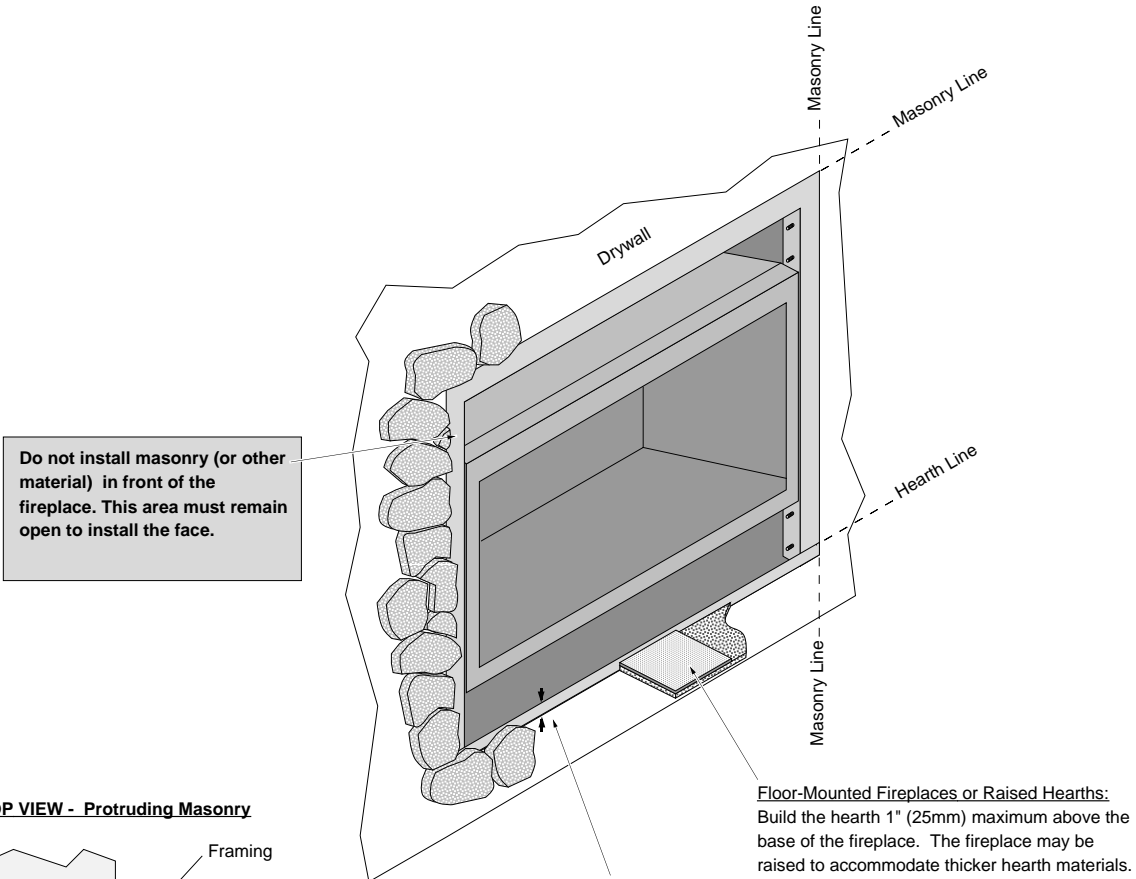 Masonry Line
Masonry Line
Drywall
Hearth Line
Do not install masonry (or other
material) in front of the
fireplace. This area must remain
open to install the face.
Masonry Line
Floor-Mounted Fireplaces or Raised Hearths:
Build the hearth 1" (25mm) maximum above the
base of the fireplace. The fireplace may be
raised to accommodate thicker hearth materials.
OP VIEW - Protruding Masonry
Framing